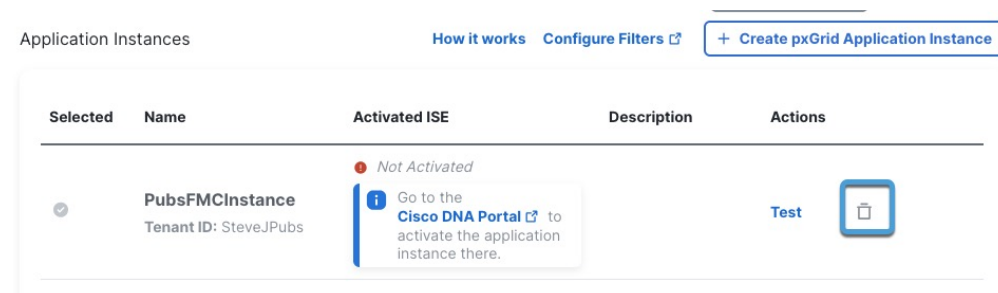 Application Instances
How it works Configure Filters + Create pxGrid Application Instance
Selected Name Activated ISE Description Actions
Not Activated
PubsFMCInstance
Tenant ID: SteveJPubs
Go to the
Cisco DNA Portal to
activate the application
instance there.
Test